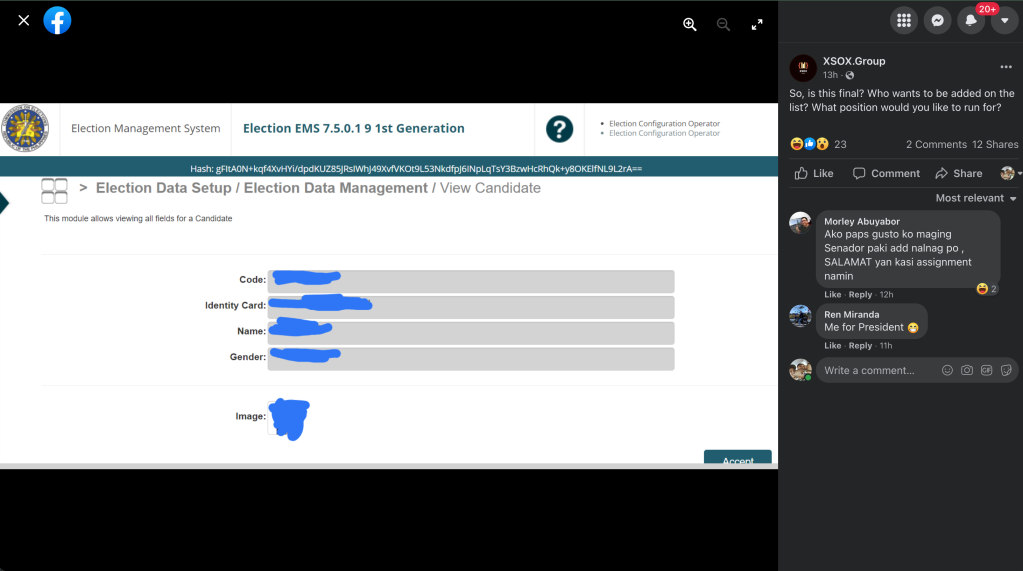 Election Management System
Election EMS 7.5.0.1 9 1st Generation
?
• Election Configuration Operator
• Election Configuration Operator
> Election Data Setup / Election Data Management / View Candidate
This module allows viewing all fields for a Candidate
Code:
Identity Card:
Name:
Gender:
Image:
Accept
20+
XSOX.Group
13h ·
So, is this final? Who wants to be added on the
list? What position would you like to run for?
23
2 Comments 12 Shares
Like Comment Share
Most relevant
Morley Abuyabor
Ako paps gusto ko maging
Senador paki add nalnag po ,
SALAMAT yan kasi assignment
namin
2
Like · Reply · 12h
Ren Miranda
Me for President
Like · Reply · 11h
Write a comment...
GIF